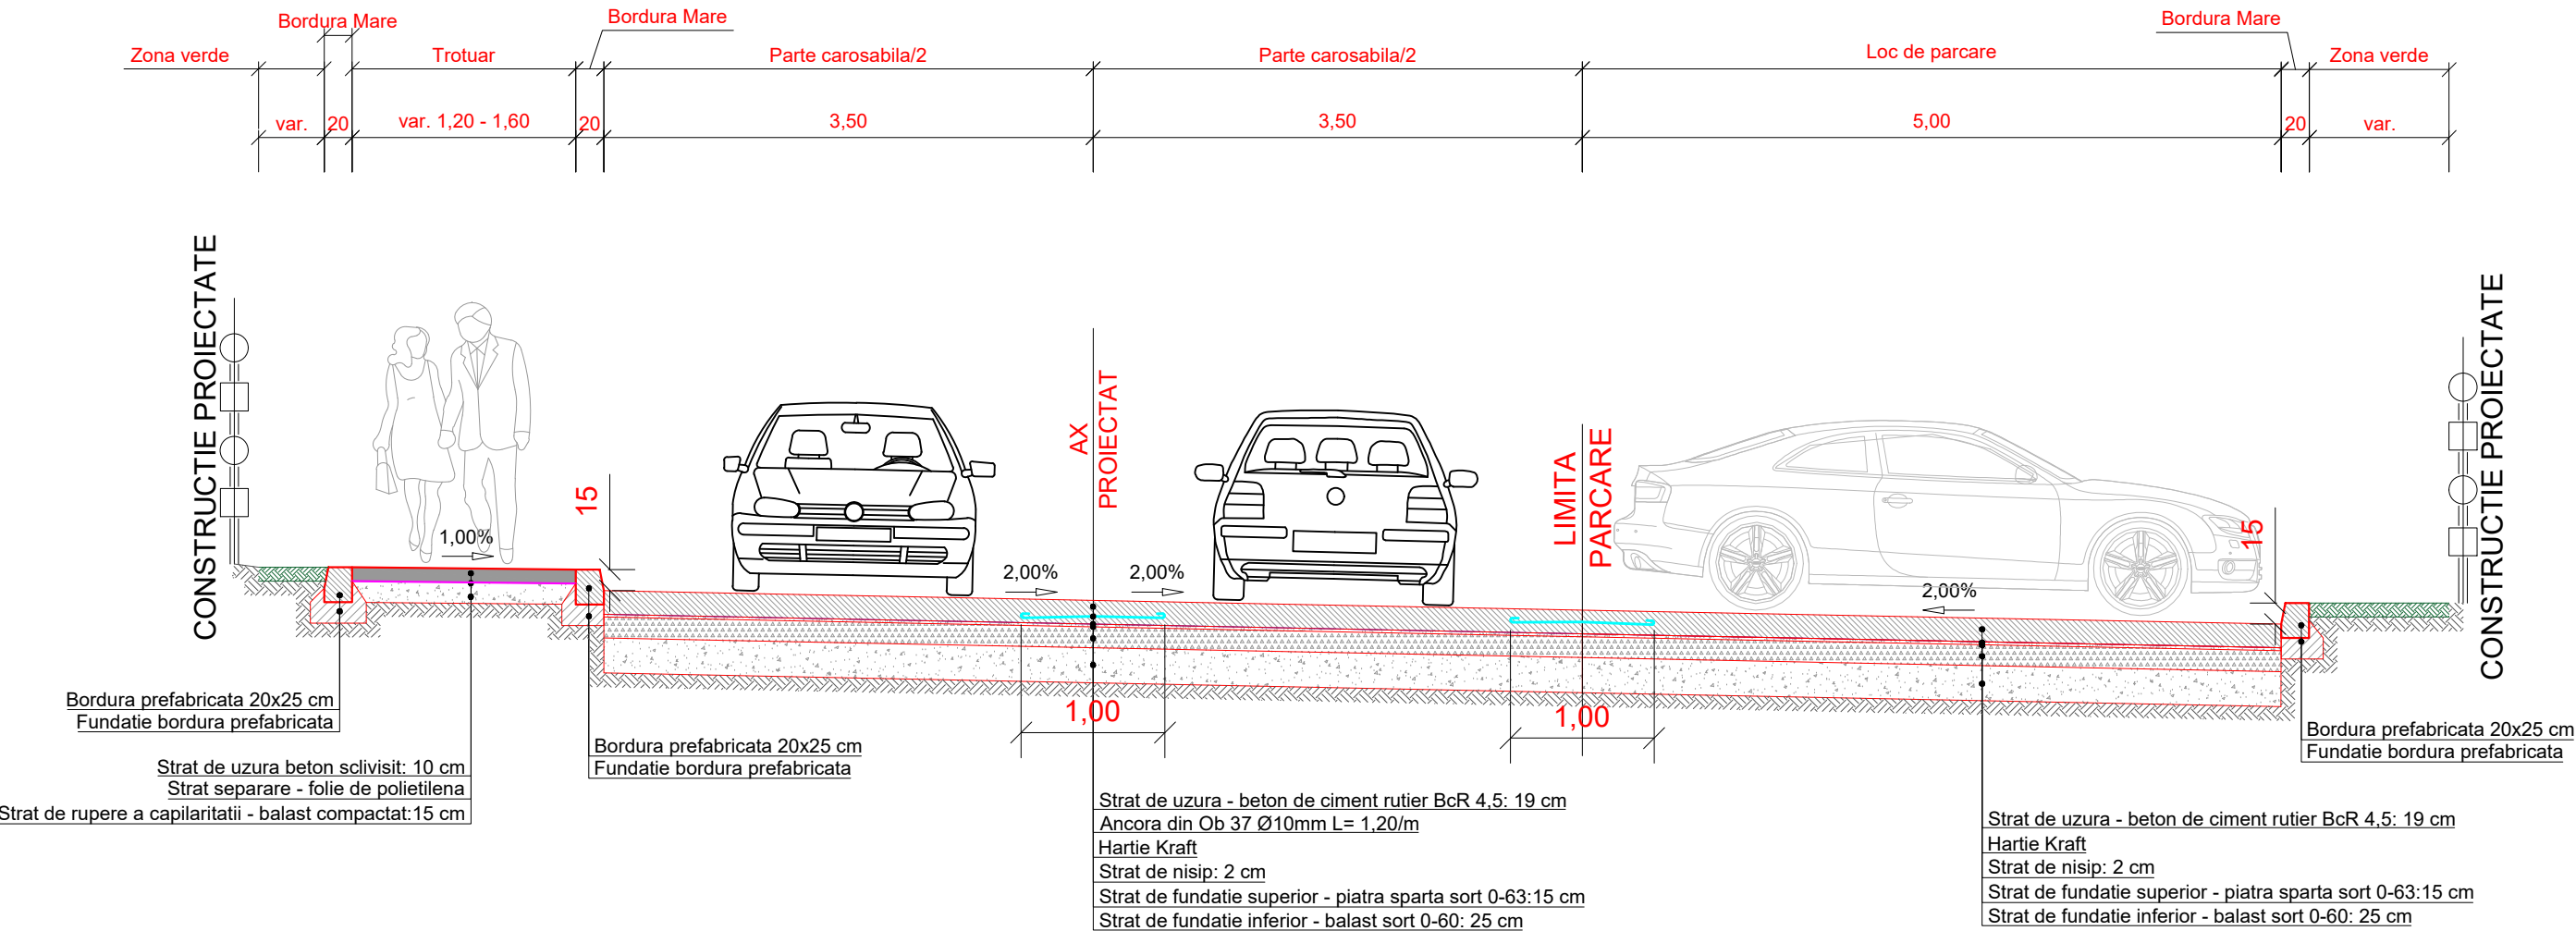 Bordura Mare
Bordura Mare
Bordura Mare
Zona verde
Trotuar
Parte carosabila/2
Parte carosabila/2
Loc de parcare
Zona verde
var.
20
var. 1,20 - 1,60
20
3,50
3,50
5,00
20
var.
CONSTRUCTIE PROIECTATE
15
1,00%
AX
PROIECTAT
2,00%
2,00%
LIMITA
PARCARE
2,00%
15
CONSTRUCTIE PROIECTATE
1,00
1,00
Bordura prefabricata 20x25 cm
Fundatie bordura prefabricata
Strat de uzura beton sclivisit: 10 cm
Strat separare - folie de polietilena
Strat de rupere a capilaritatii - balast compactat:15 cm
Bordura prefabricata 20x25 cm
Fundatie bordura prefabricata
Strat de uzura - beton de ciment rutier BcR 4,5: 19 cm
Ancora din Ob 37 Ø10mm L= 1,20/m
Hartie Kraft
Strat de nisip: 2 cm
Strat de fundatie superior - piatra sparta sort 0-63:15 cm
Strat de fundatie inferior - balast sort 0-60: 25 cm
Strat de uzura - beton de ciment rutier BcR 4,5: 19 cm
Hartie Kraft
Strat de nisip: 2 cm
Strat de fundatie superior - piatra sparta sort 0-63:15 cm
Strat de fundatie inferior - balast sort 0-60: 25 cm
Bordura prefabricata 20x25 cm
Fundatie bordura prefabricata